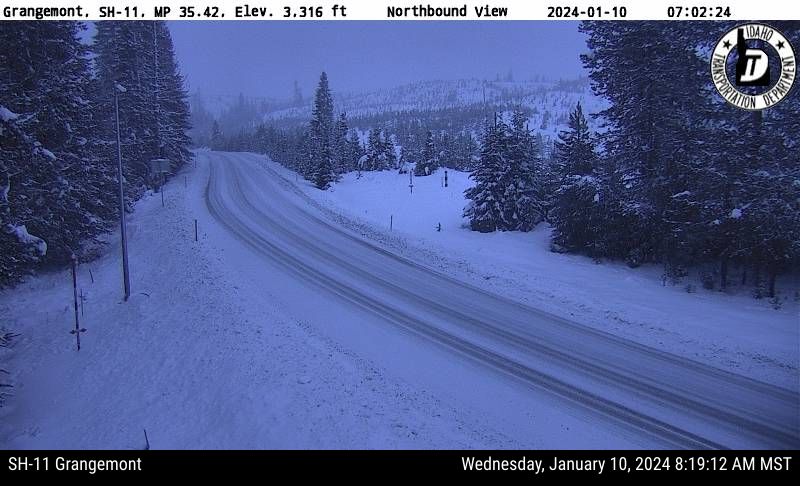 Grangemont, SH-11, MP 35.42, Elev. 3,316 ft Northbound View 2024-01-10 07:02:24
IDAHO
TRANSPORTATION DEPARTMENT
SH-11 Grangemont Wednesday, January 10, 2024 8:19:12 AM MST